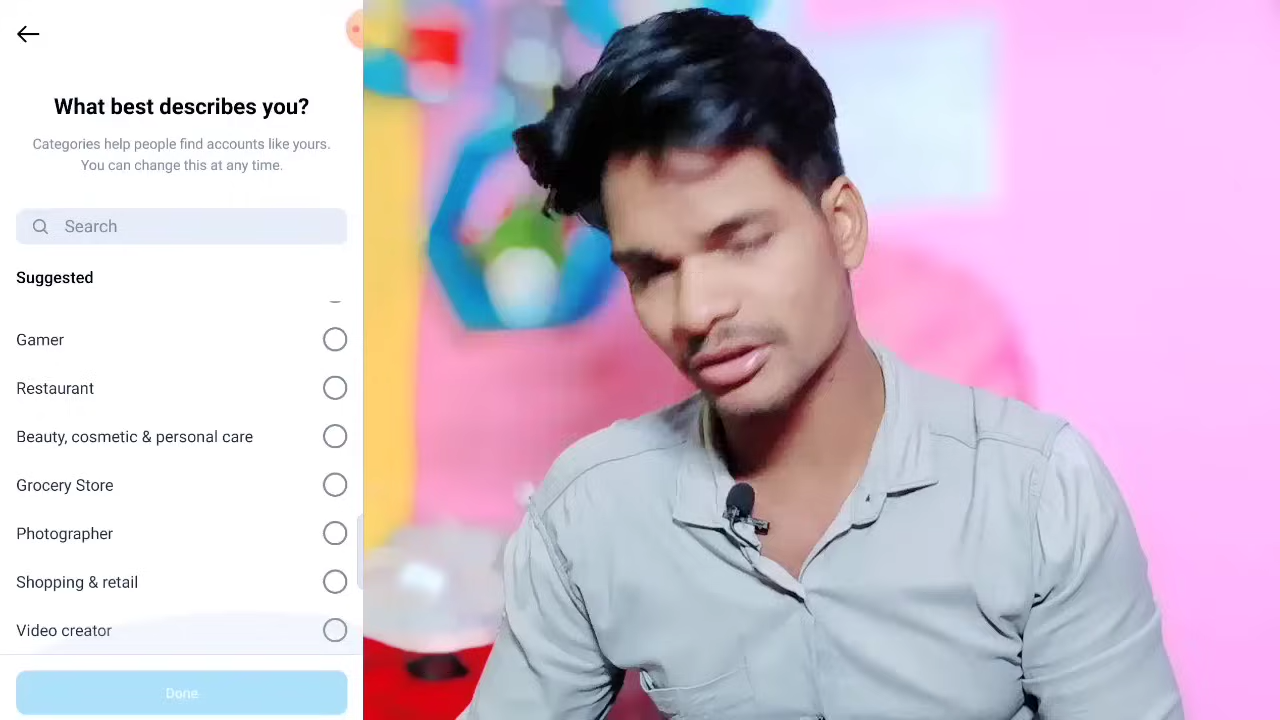 What best describes you?
Categories help people find accounts like yours.
You can change this at any time.
Search
Suggested
Gamer
Restaurant
Beauty, cosmetic & personal care
Grocery Store
Photographer
Shopping & retail
Video creator
Done